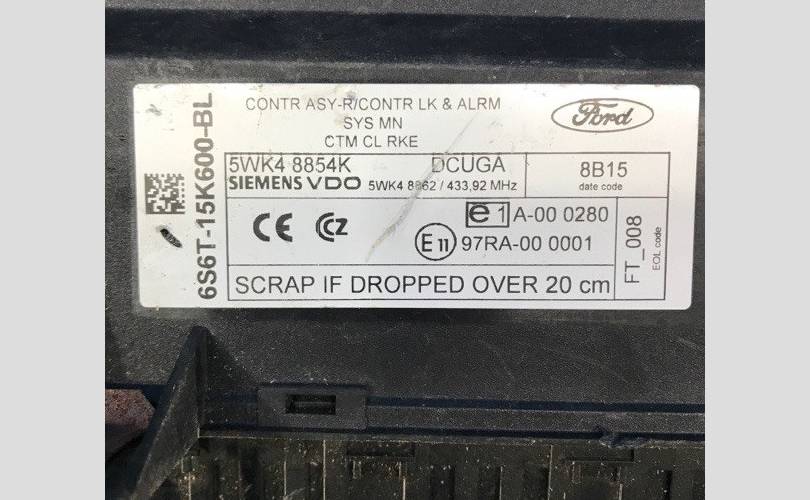 CONTR ASY-R/CONTR LK & ALRM
SYS MN
CTM CL RKE
Ford
6S6T-15K600-BL
5WK4 8854K DCUGA
SIEMENS VDO 5WK4 8862 / 433,92 MHz
8B15
date code
CE CZ
e1 A-00 0280
E11 97RA-00 0001
FT_008
EOL code
SCRAP IF DROPPED OVER 20 cm